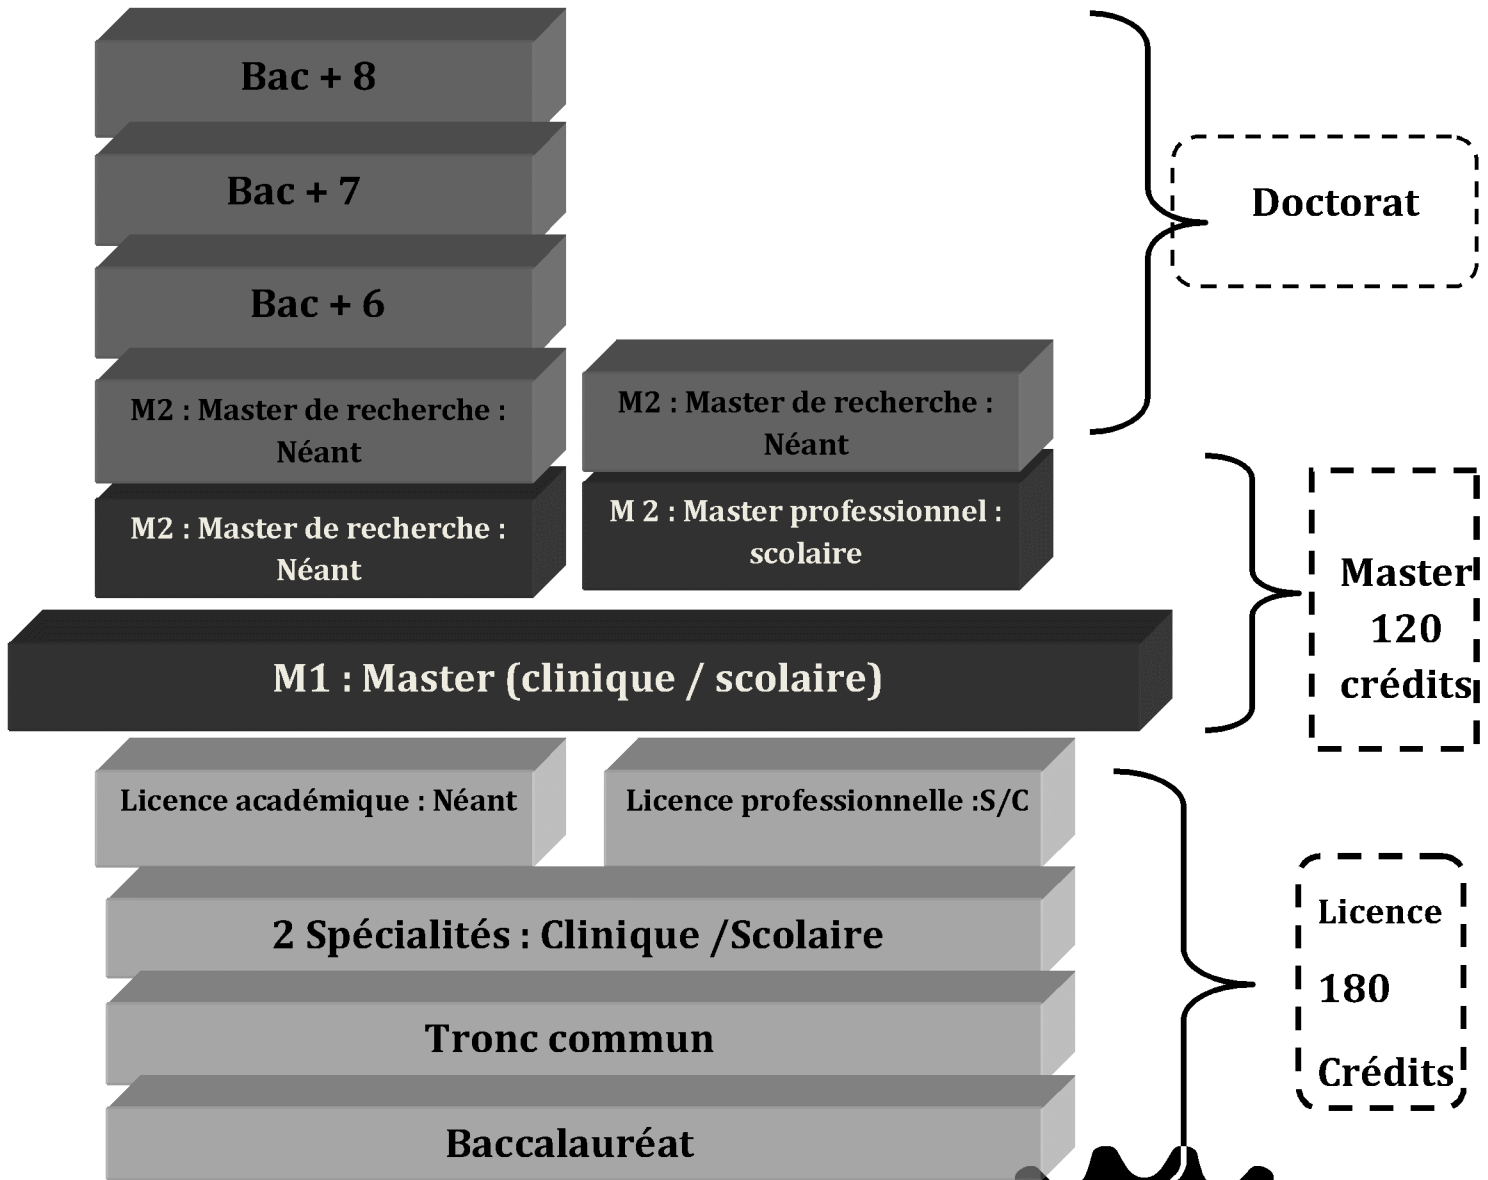 Bac + 8
Bac + 7
Doctorat
Bac + 6
M2 : Master de recherche :
Néant
M2 : Master de recherche :
Néant
M2 : Master de recherche :
Néant
M 2 : Master professionnel :
scolaire
Master
120
crédits
M1 : Master (clinique / scolaire)
Licence académique : Néant
Licence professionnelle :S/C
2 Spécialités : Clinique /Scolaire
Licence
180
Crédits
Tronc commun
Baccalauréat